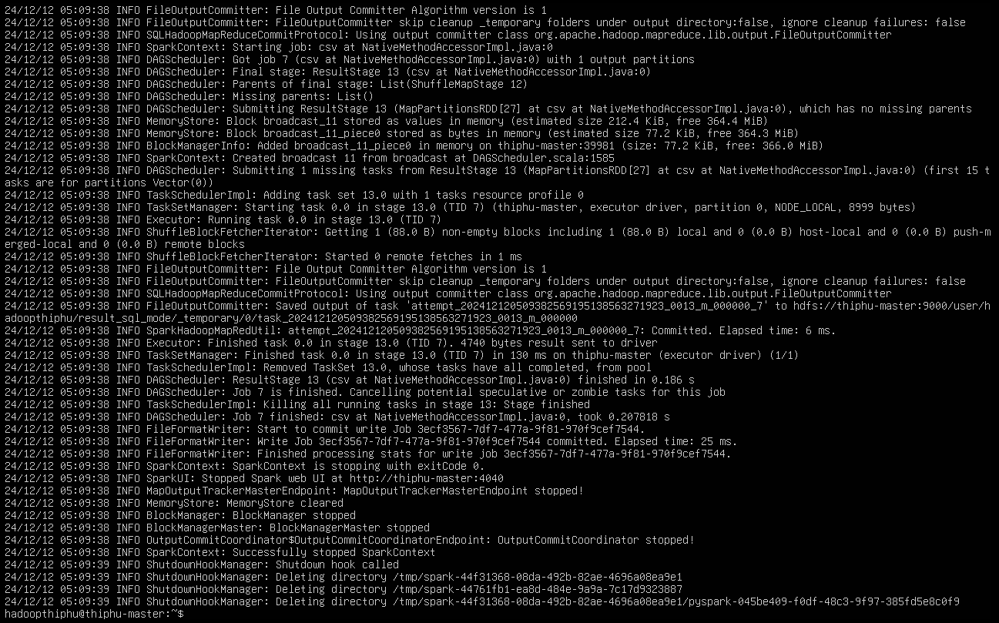 24/12/12 05:09:38 INFO FileOutputCommitter: File Output Committer Algorithm version is 1
24/12/12 05:09:38 INFO FileOutputCommitter: FileOutputCommitter skip cleanup _temporary folders under output directory:false, ignore cleanup failures: false
24/12/12 05:09:38 INFO SQLHadoopMapReduceCommitProtocol: Using output committer class org.apache.hadoop.mapreduce.lib.output.FileOutputCommitter
24/12/12 05:09:38 INFO SparkContext: Starting job: csv at NativeMethodAccessorImpl.java:0
24/12/12 05:09:38 INFO DAGScheduler: Got job 7 (csv at NativeMethodAccessorImpl.java:0) with 1 output partitions
24/12/12 05:09:38 INFO DAGScheduler: Final stage: ResultStage 13 (csv at NativeMethodAccessorImpl.java:0)
24/12/12 05:09:38 INFO DAGScheduler: Parents of final stage: List(ShuffleMapStage 12)
24/12/12 05:09:38 INFO DAGScheduler: Missing parents: List()
24/12/12 05:09:38 INFO DAGScheduler: Submitting ResultStage 13 (MapPartitionsRDD[27] at csv at NativeMethodAccessorImpl.java:0), which has no missing parents
24/12/12 05:09:38 INFO MemoryStore: Block broadcast_11 stored as values in memory (estimated size 212.4 KiB, free 364.4 MiB)
24/12/12 05:09:38 INFO MemoryStore: Block broadcast_11_piece0 stored as bytes in memory (estimated size 77.2 KiB, free 364.3 MiB)
24/12/12 05:09:38 INFO BlockManagerInfo: Added broadcast_11_piece0 in memory on thiphu-master:39981 (size: 77.2 KiB, free: 366.0 MiB)
24/12/12 05:09:38 INFO SparkContext: Created broadcast 11 from broadcast at DAGScheduler.scala:1585
24/12/12 05:09:38 INFO DAGScheduler: Submitting 1 missing tasks from ResultStage 13 (MapPartitionsRDD[27] at csv at NativeMethodAccessorImpl.java:0) (first 15 t
asks are for partitions Vector(0))
24/12/12 05:09:38 INFO TaskSchedulerImpl: Adding task set 13.0 with 1 tasks resource profile 0
24/12/12 05:09:38 INFO TaskSetManager: Starting task 0.0 in stage 13.0 (TID 7) (thiphu-master, executor driver, partition 0, NODE_LOCAL, 8999 bytes)
24/12/12 05:09:38 INFO Executor: Running task 0.0 in stage 13.0 (TID 7)
24/12/12 05:09:38 INFO ShuffleBlockFetcherIterator: Getting 1 (88.0 B) non-empty blocks including 1 (88.0 B) local and 0 (0.0 B) host-local and 0 (0.0 B) push-m
erged-local and 0 (0.0 B) remote blocks
24/12/12 05:09:38 INFO ShuffleBlockFetcherIterator: Started 0 remote fetches in 1 ms
24/12/12 05:09:38 INFO FileOutputCommitter: File Output Committer Algorithm version is 1
24/12/12 05:09:38 INFO FileOutputCommitter: FileOutputCommitter skip cleanup _temporary folders under output directory:false, ignore cleanup failures: false
24/12/12 05:09:38 INFO SQLHadoopMapReduceCommitProtocol: Using output committer class org.apache.hadoop.mapreduce.lib.output.FileOutputCommitter
24/12/12 05:09:38 INFO FileOutputCommitter: Saved output of task 'attempt_202412120509382569195138563271923_0013_m_000000_7' to hdfs://thiphu-master:9000/user/h
adoopthiphu/result_sql_mode/_temporary/0/task_202412120509382569195138563271923_0013_m_000000
24/12/12 05:09:38 INFO SparkHadoopMapRedUtil: attempt_202412120509382569195138563271923_0013_m_000000_7: Committed. Elapsed time: 6 ms.
24/12/12 05:09:38 INFO Executor: Finished task 0.0 in stage 13.0 (TID 7). 4740 bytes result sent to driver
24/12/12 05:09:38 INFO TaskSetManager: Finished task 0.0 in stage 13.0 (TID 7) in 130 ms on thiphu-master (executor driver) (1/1)
24/12/12 05:09:38 INFO TaskSchedulerImpl: Removed TaskSet 13.0, whose tasks have all completed, from pool
24/12/12 05:09:38 INFO DAGScheduler: ResultStage 13 (csv at NativeMethodAccessorImpl.java:0) finished in 0.186 s
24/12/12 05:09:38 INFO DAGScheduler: Job 7 is finished. Cancelling potential speculative or zombie tasks for this job
24/12/12 05:09:38 INFO TaskSchedulerImpl: Killing all running tasks in stage 13: Stage finished
24/12/12 05:09:38 INFO DAGScheduler: Job 7 finished: csv at NativeMethodAccessorImpl.java:0, took 0.207818 s
24/12/12 05:09:38 INFO FileFormatWriter: Start to commit write Job 3ecf3567-7df7-477a-9f81-970f9cef7544.
24/12/12 05:09:38 INFO FileFormatWriter: Write Job 3ecf3567-7df7-477a-9f81-970f9cef7544 committed. Elapsed time: 25 ms.
24/12/12 05:09:38 INFO FileFormatWriter: Finished processing stats for write job 3ecf3567-7df7-477a-9f81-970f9cef7544.
24/12/12 05:09:38 INFO SparkContext: SparkContext is stopping with exitCode 0.
24/12/12 05:09:38 INFO SparkUI: Stopped Spark web UI at http://thiphu-master:4040
24/12/12 05:09:38 INFO MapOutputTrackerMasterEndpoint: MapOutputTrackerMasterEndpoint stopped!
24/12/12 05:09:38 INFO MemoryStore: MemoryStore cleared
24/12/12 05:09:38 INFO BlockManager: BlockManager stopped
24/12/12 05:09:38 INFO BlockManagerMaster: BlockManagerMaster stopped
24/12/12 05:09:38 INFO OutputCommitCoordinator$OutputCommitCoordinatorEndpoint: OutputCommitCoordinator stopped!
24/12/12 05:09:38 INFO SparkContext: Successfully stopped SparkContext
24/12/12 05:09:39 INFO ShutdownHookManager: Shutdown hook called
24/12/12 05:09:39 INFO ShutdownHookManager: Deleting directory /tmp/spark-44f31368-08da-492b-82ae-4696a08ea9e1
24/12/12 05:09:39 INFO ShutdownHookManager: Deleting directory /tmp/spark-44761fb1-ea8d-484e-9a9a-7c17d9323887
24/12/12 05:09:39 INFO ShutdownHookManager: Deleting directory /tmp/spark-44f31368-08da-492b-82ae-4696a08ea9e1/pyspark-045be409-f0df-48c3-9f97-385fd5e8c0f9
hadoopthiphu@thiphu-master:~$